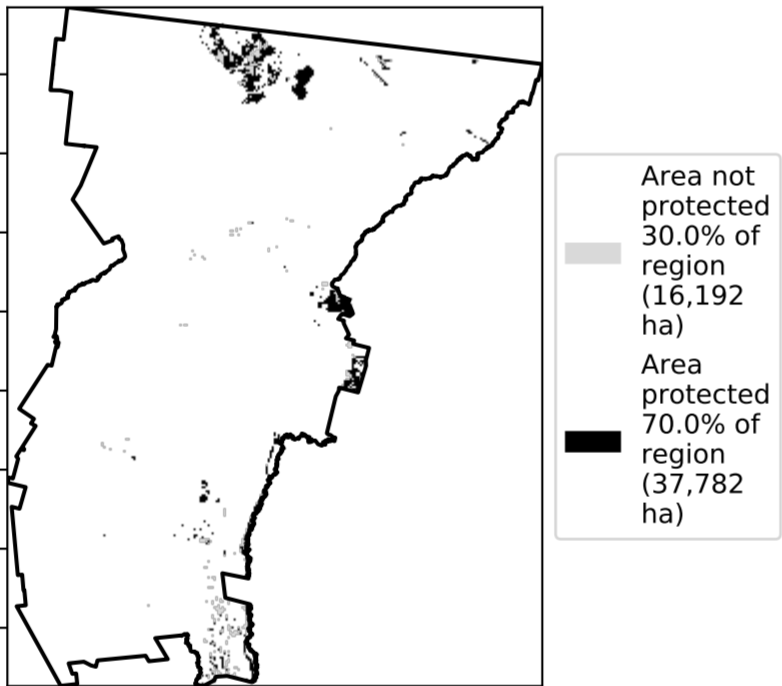 Area not
protected
30.0% of
region
(16,192
ha)
Area
protected
70.0% of
region
(37,782
ha)